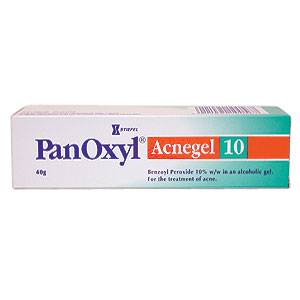 STIEFEL
PanOxyl® Acnegel 10
40g
Benzoyl Peroxide 10% w/w in an alcoholic gel.
For the treatment of acne.